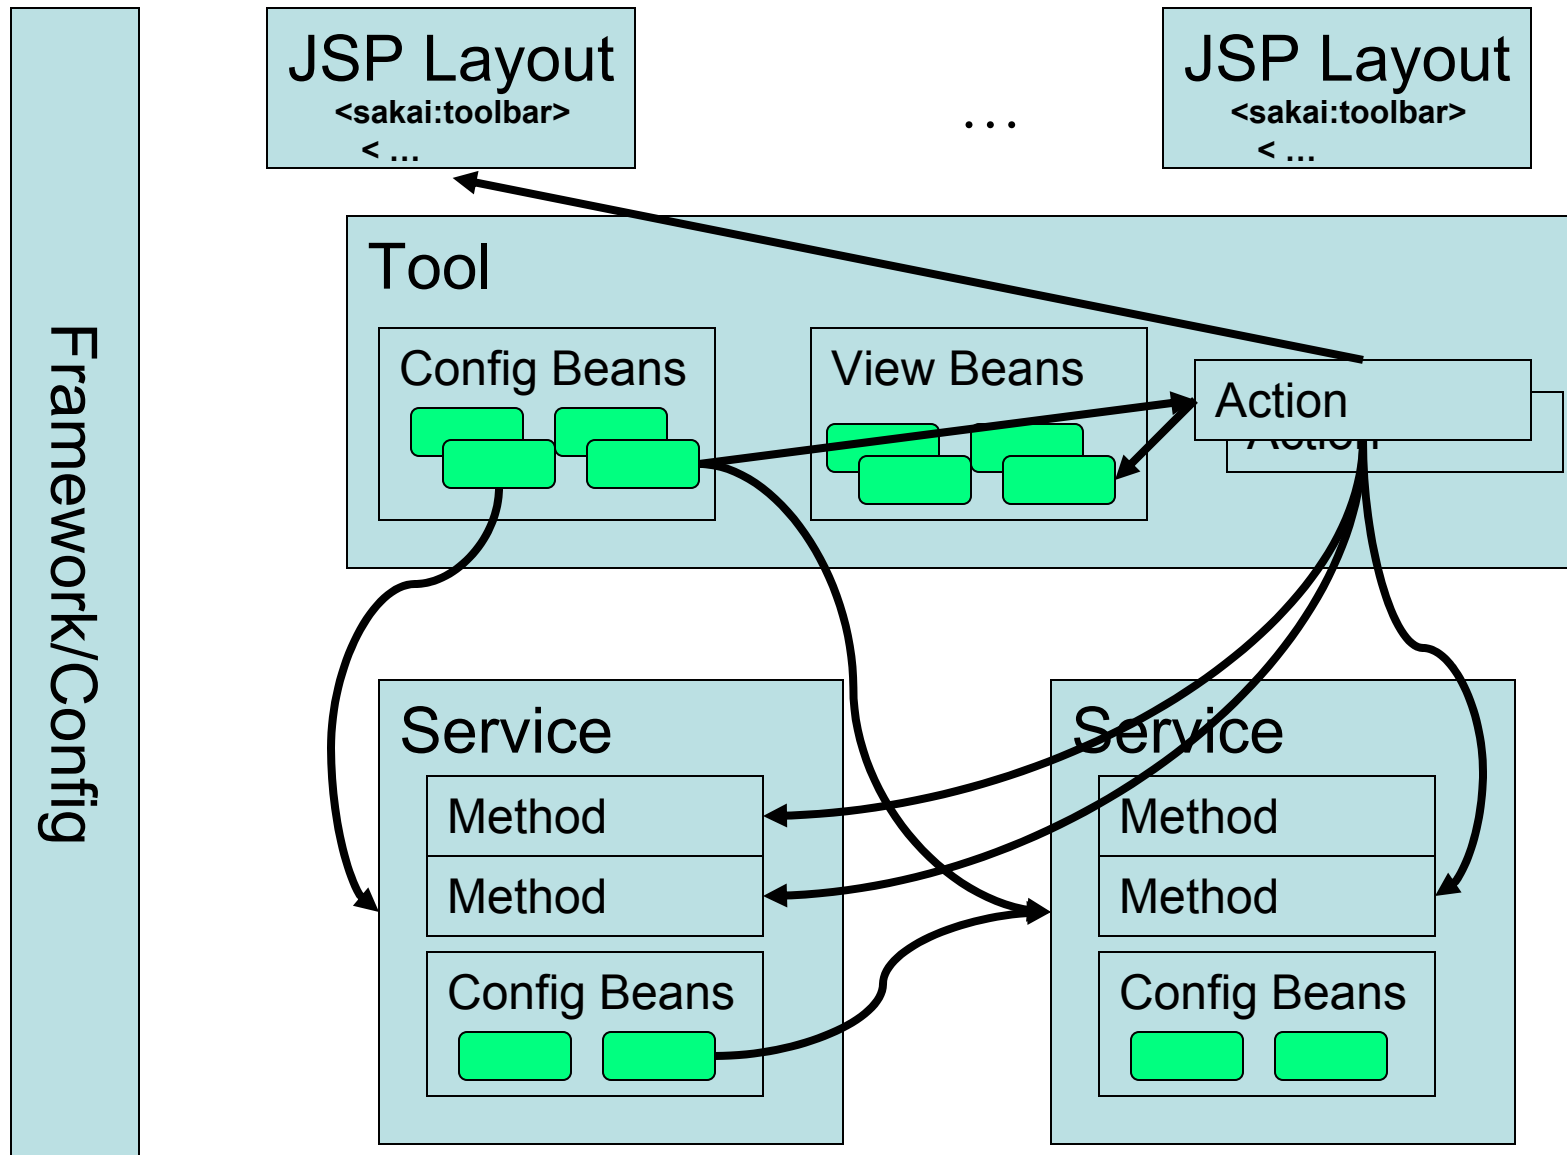 Framework/Config
JSP Layout
<sakai:toolbar>
< ...
...
JSP Layout
<sakai:toolbar>
< ...
Tool
Config Beans
View Beans
Action
Action
Service
Method
Method
Config Beans
Service
Method
Method
Config Beans